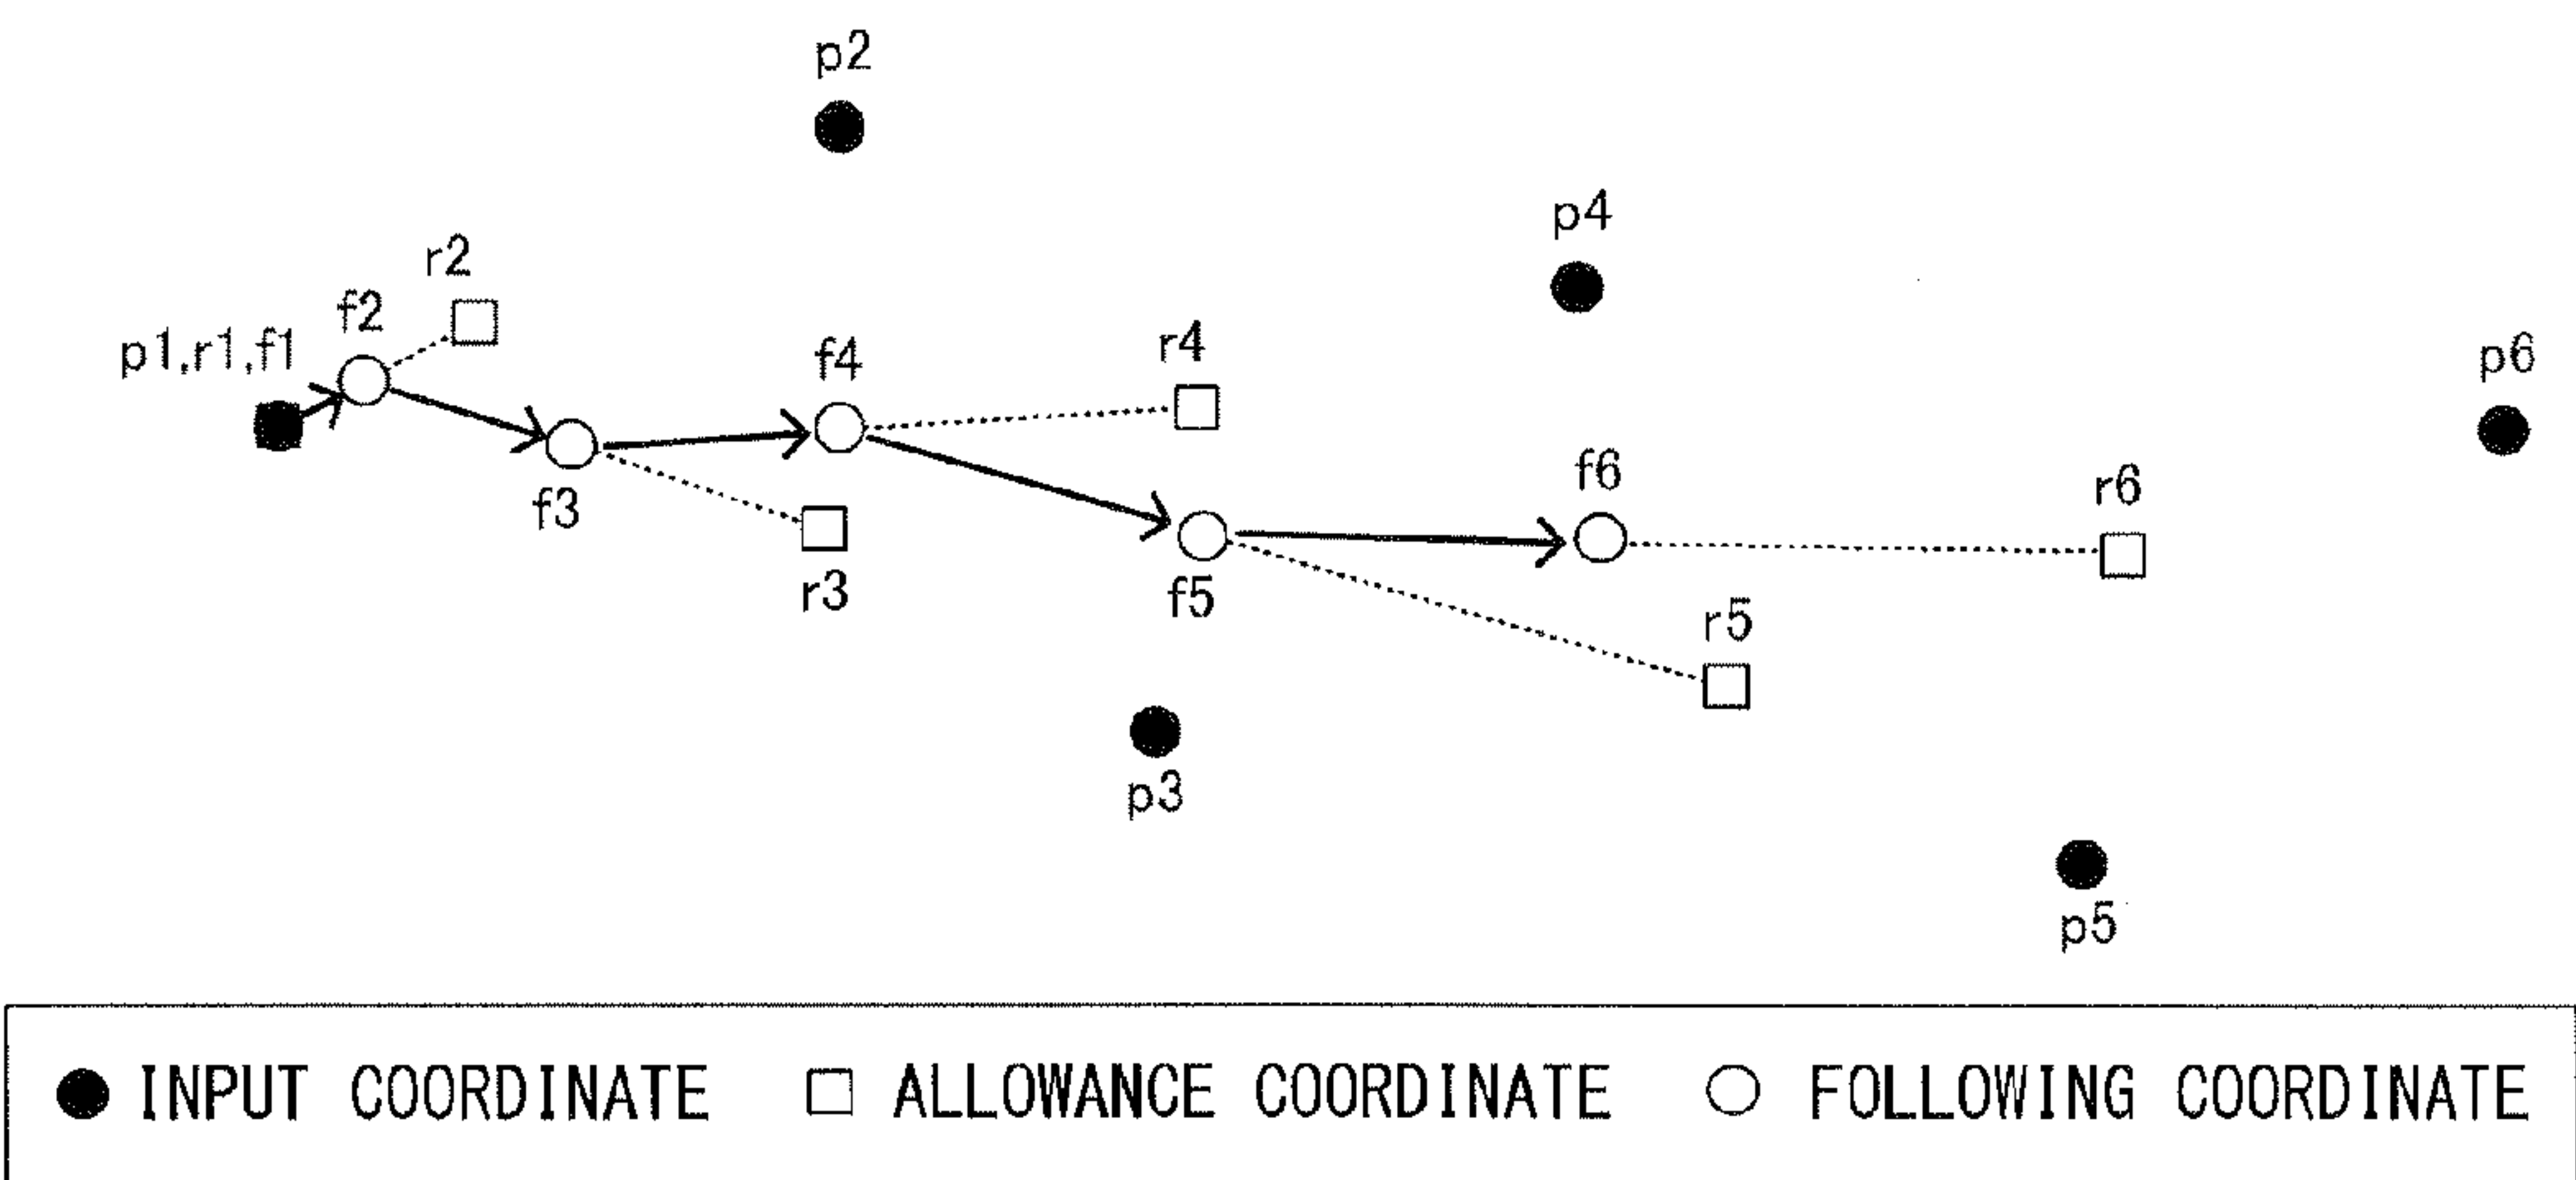 p2
p4
r2
f2
r4
p1,r1,f1
f4
p6
f6
r6
f3
r3
f5
r5
p3
p5
INPUT COORDINATE ALLOWANCE COORDINATE FOLLOWING COORDINATE